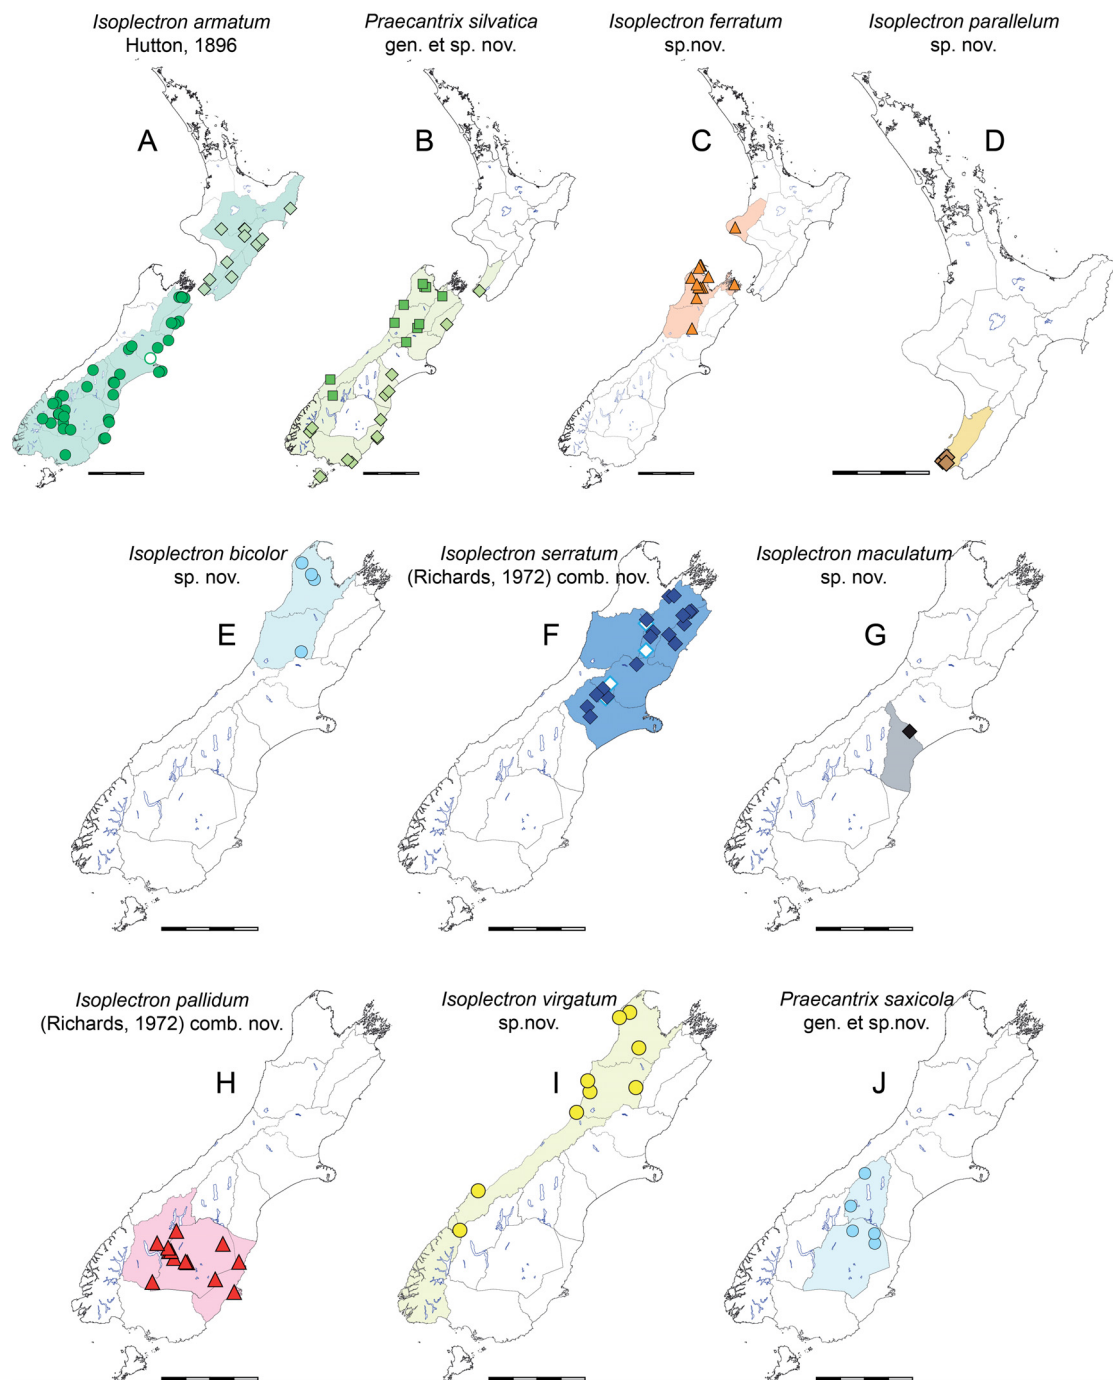 Isoplectron armatum
Hutton, 1896
Praecantrix silvatica
gen. et sp. nov.
Isoplectron ferratum
sp.nov.
Isoplectron parallelum
sp. nov.
A
B
C
D
Isoplectron bicolor
sp. nov.
Isoplectron serratum
(Richards, 1972) comb. nov.
Isoplectron maculatum
sp. nov.
E
F
G
Isoplectron pallidum
(Richards, 1972) comb. nov.
Isoplectron virgatum
sp.nov.
Praecantrix saxicola
gen. et sp.nov.
H
I
J